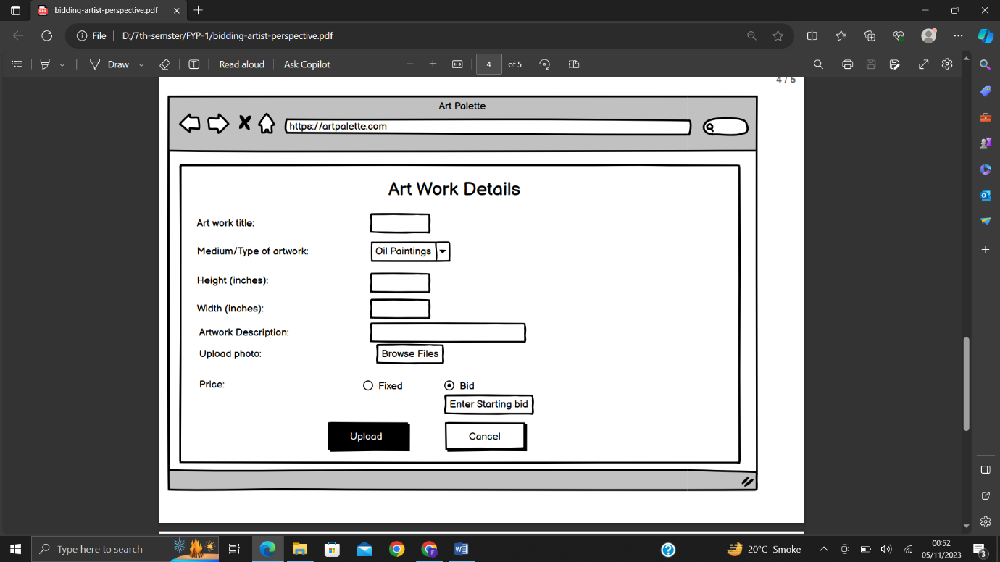 bidding-artist-perspective.pdf
File D:/7th-semster/FYP-1/bidding-artist-perspective.pdf
Draw Read aloud Ask Copilot 4 of 5
4 / 5
Art Palette
https://artpalette.com
Art Work Details
Art work title:
Medium/Type of artwork: Oil Paintings
Height (inches):
Width (inches):
Artwork Description:
Upload photo: Browse Files
Price: Fixed Bid
Enter Starting bid
Upload Cancel
Type here to search 20°C Smoke 00:52
05/11/2023 3